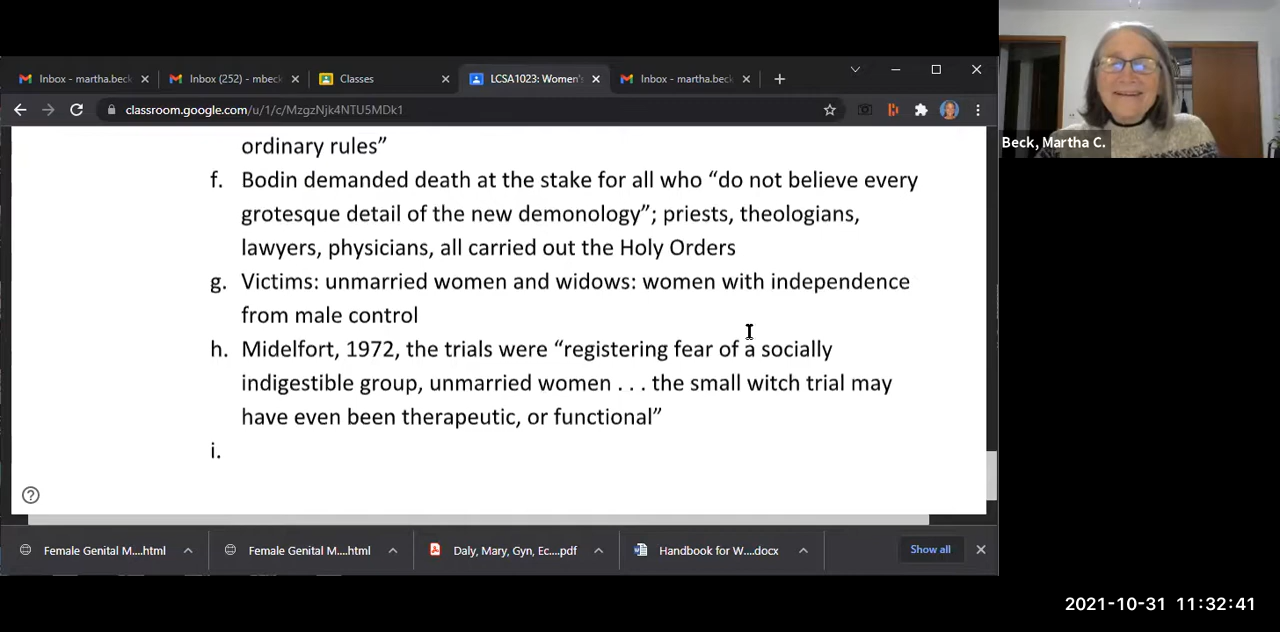 Inbox - martha.beck
Inbox (252) - mbeck
Classes
LCSA1023: Women's
Inbox - martha.beck
classroom.google.com/u/1/c/MzgzNjk4NTU5MDk1
Beck, Martha C.
ordinary rules”
f. Bodin demanded death at the stake for all who “do not believe every
grotesque detail of the new demonology”; priests, theologians,
lawyers, physicians, all carried out the Holy Orders
g. Victims: unmarried women and widows: women with independence
from male control
h. Midelfort, 1972, the trials were “registering fear of a socially
indigestible group, unmarried women . . . the small witch trial may
have even been therapeutic, or functional”
i.
Female Genital M....html
Female Genital M....html
Daly, Mary, Gyn, Ec....pdf
Handbook for W....docx
Show all
2021-10-31 11:32:41